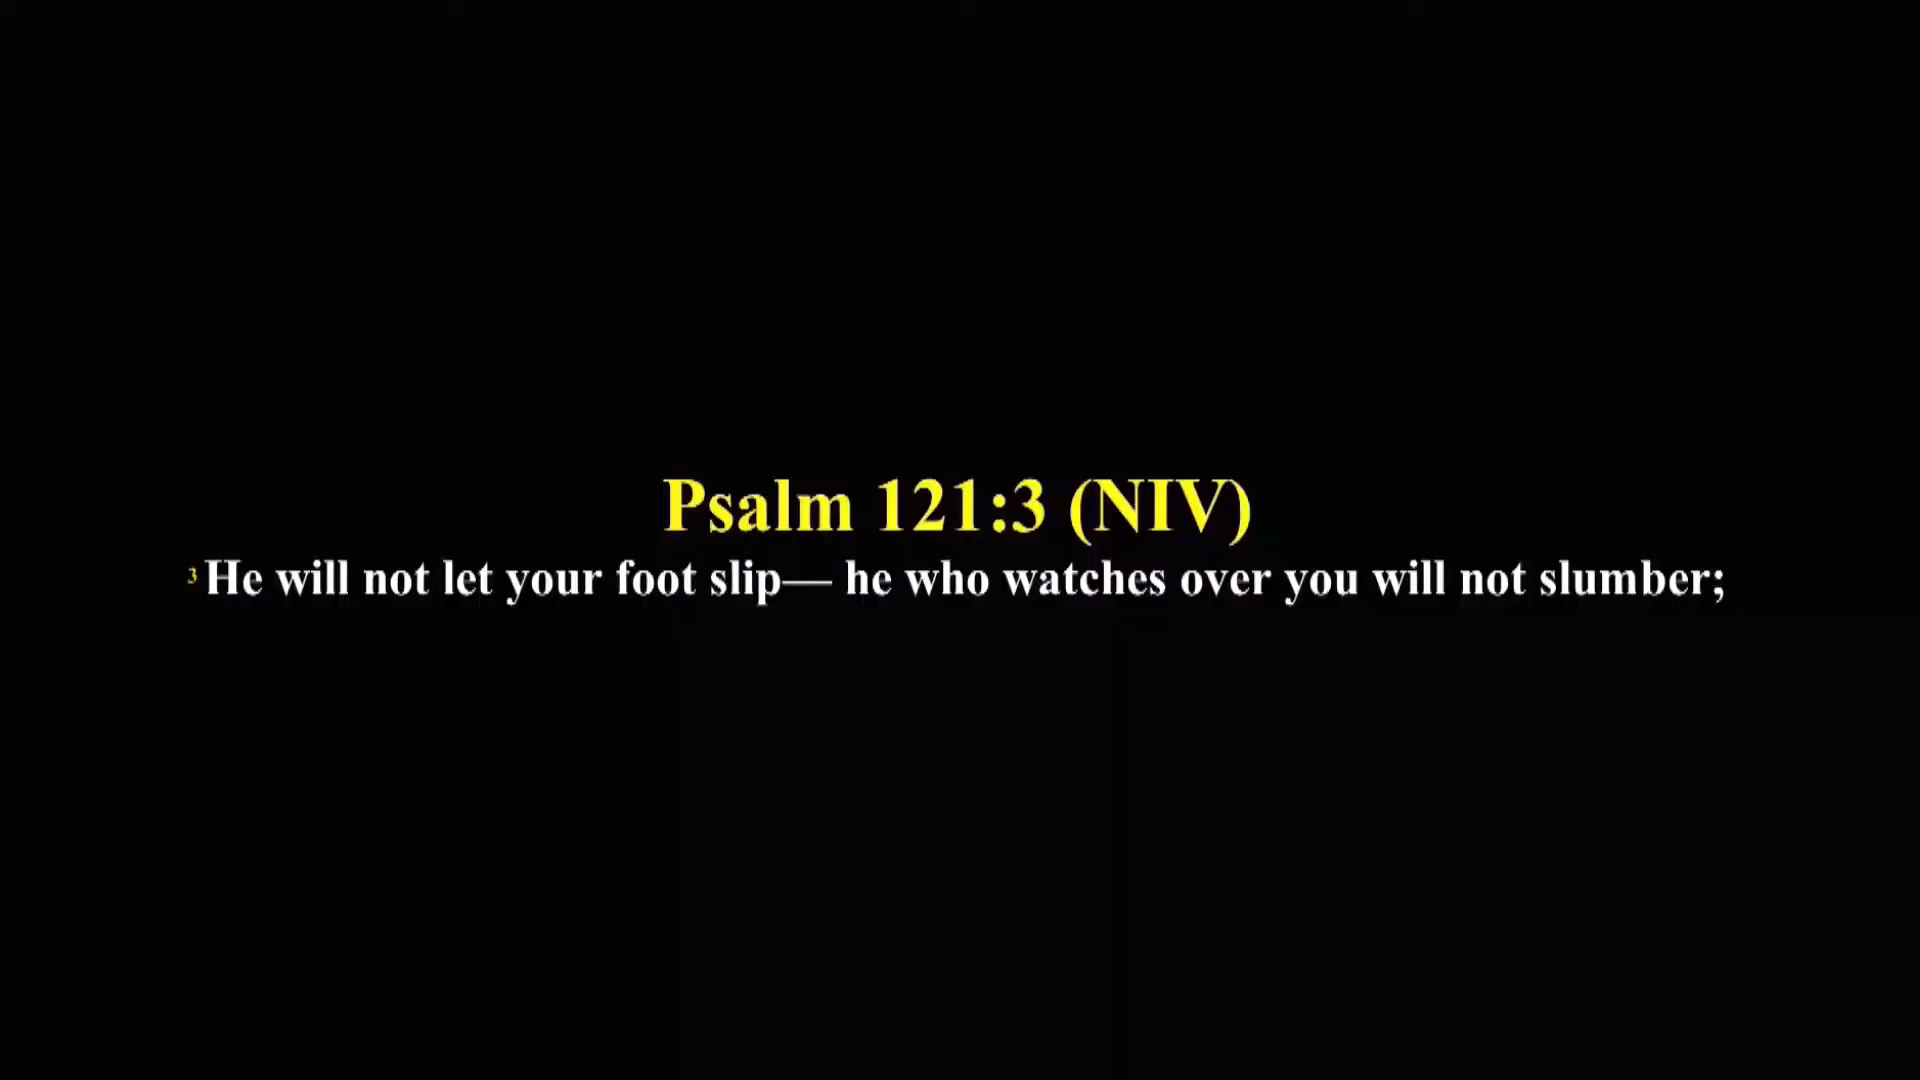 Psalm 121:3 (NIV)
3 He will not let your foot slip— he who watches over you will not slumber;